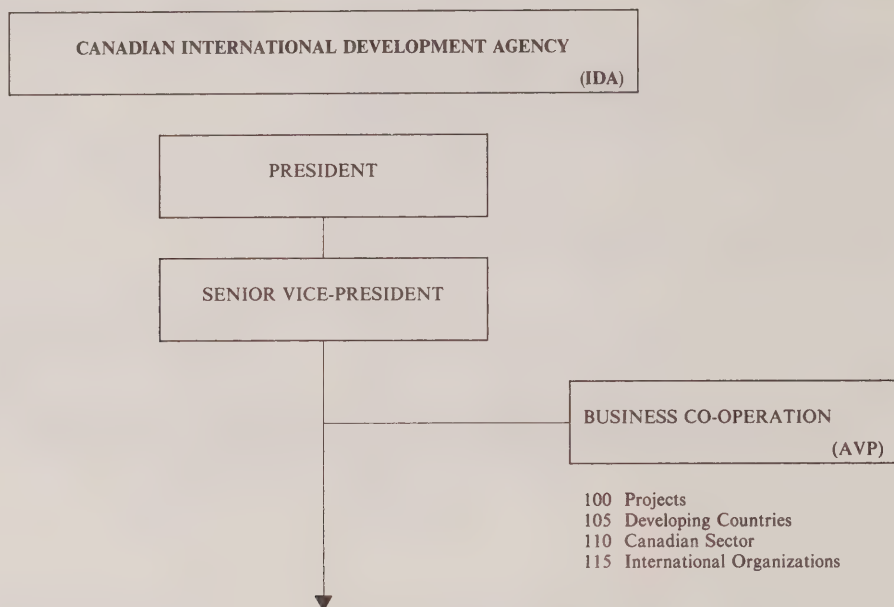 CANADIAN INTERNATIONAL DEVELOPMENT AGENCY
(IDA)
PRESIDENT
SENIOR VICE-PRESIDENT
BUSINESS CO-OPERATION
(AVP)
100 Projects
105 Developing Countries
110 Canadian Sector
115 International Organizations